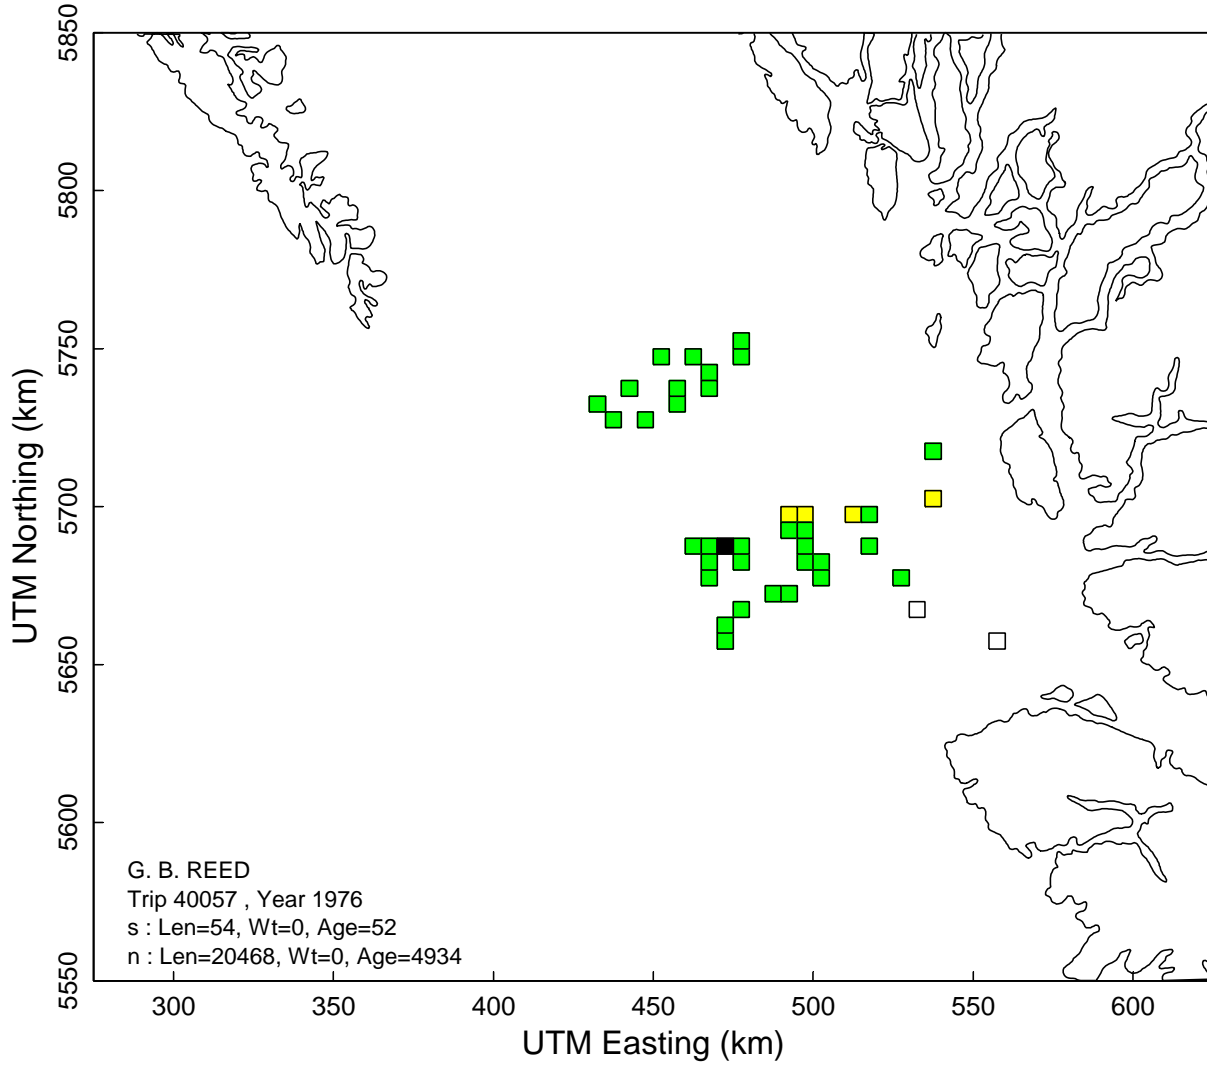 5850
5800
5750
5700
5650
5600
5550
UTM Northing (km)
G. B. REED
Trip 40057 , Year 1976
s : Len=54, Wt=0, Age=52
n : Len=20468, Wt=0, Age=4934
300 350 400 450 500 550 600
UTM Easting (km)